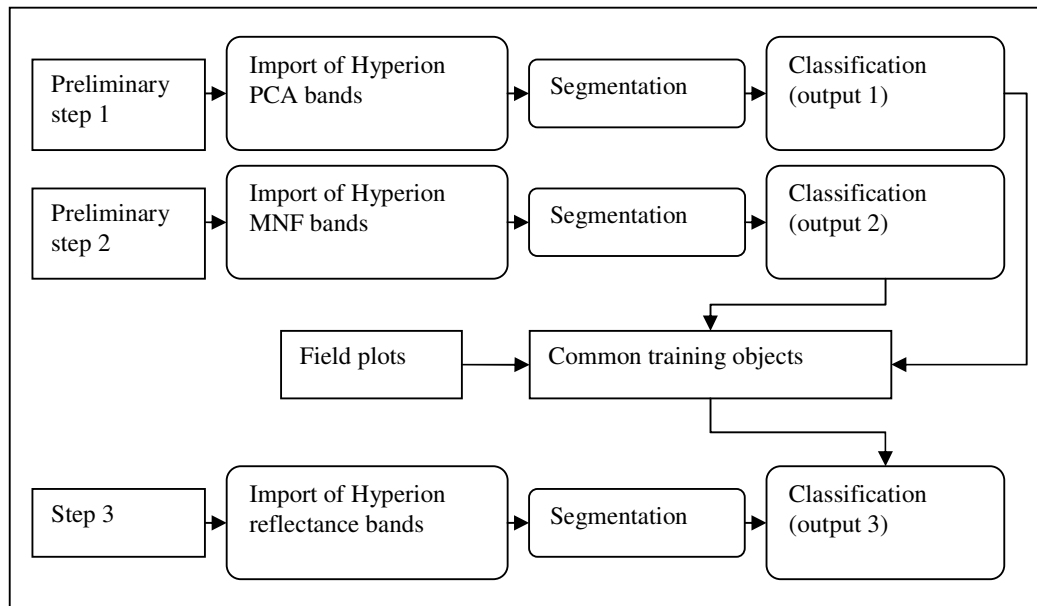 Preliminary
step 1
Import of Hyperion
PCA bands
Segmentation
Classification
(output 1)
Preliminary
step 2
Import of Hyperion
MNF bands
Segmentation
Classification
(output 2)
Field plots
Common training objects
Step 3
Import of Hyperion
reflectance bands
Segmentation
Classification
(output 3)